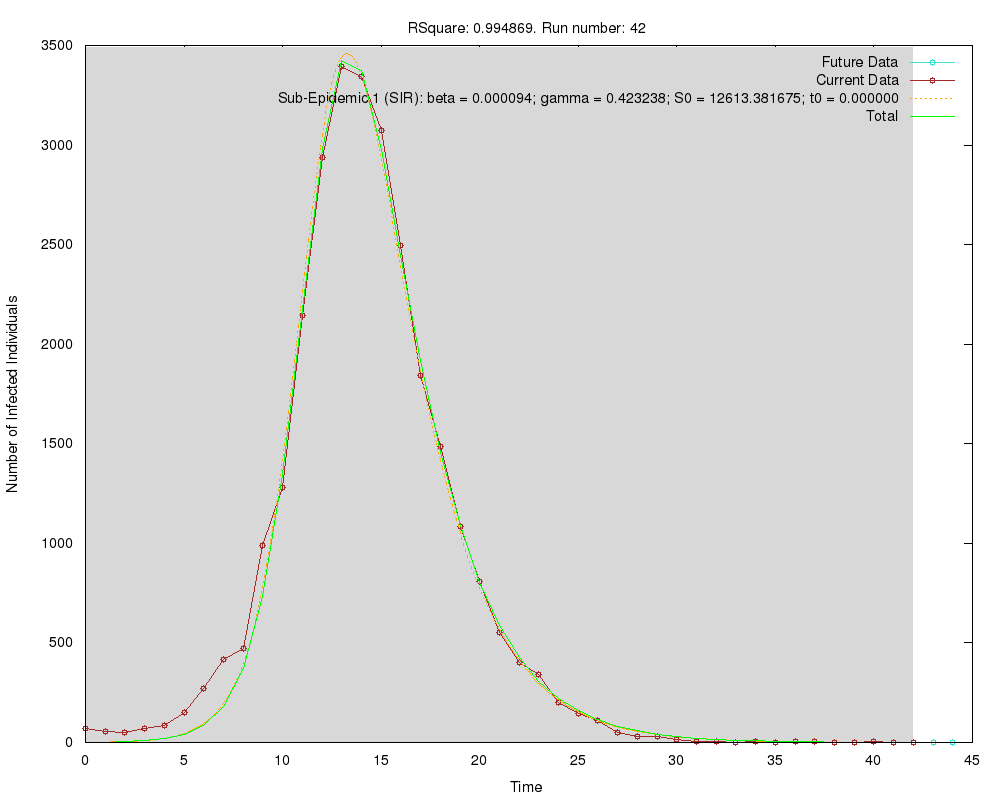 RSquare: 0.994869. Run number: 42
Future Data
Current Data
Sub-Epidemic 1 (SIR): beta = 0.000094; gamma = 0.423238; S0 = 12613.381675; t0 = 0.000000
Total
3500
3000
2500
2000
1500
1000
500
0
Number of Infected Individuals
0 5 10 15 20 25 30 35 40 45
Time